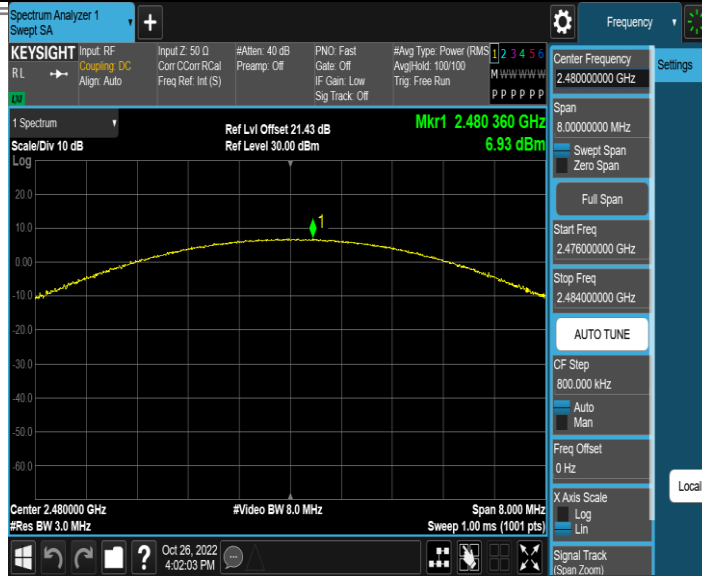 Spectrum Analyzer 1
Swept SA
+
Frequency
KEYSIGHT
RL
LXI
Input: RF
Coupling: DC
Align: Auto
Input Z: 50 Ω
Corr CCorr RCal
Freq Ref: Int (S)
#Atten: 40 dB
Preamp: Off
PNO: Fast
Gate: Off
IF Gain: Low
Sig Track: Off
#Avg Type: Power (RMS
Avg|Hold: 100/100
Trig: Free Run
1 2 3 4 5 6
M W W W W W
P P P P P P
1 Spectrum
Scale/Div 10 dB
Log
Ref Lvl Offset 21.43 dB
Ref Level 30.00 dBm
Mkr1 2.480 360 GHz
6.93 dBm
1
20.0
10.0
0.00
-10.0
-20.0
-30.0
-40.0
-50.0
-60.0
Center 2.480000 GHz
#Res BW 3.0 MHz
#Video BW 8.0 MHz
Span 8.000 MHz
Sweep 1.00 ms (1001 pts)
?
Oct 26, 2022
4:02:03 PM
Center Frequency
2.480000000 GHz
Span
8.00000000 MHz
Swept Span
Zero Span
Full Span
Start Freq
2.476000000 GHz
Stop Freq
2.484000000 GHz
AUTO TUNE
CF Step
800.000 kHz
Auto
Man
Freq Offset
0 Hz
X Axis Scale
Log
Lin
Signal Track
(Span Zoom)
Settings
Local